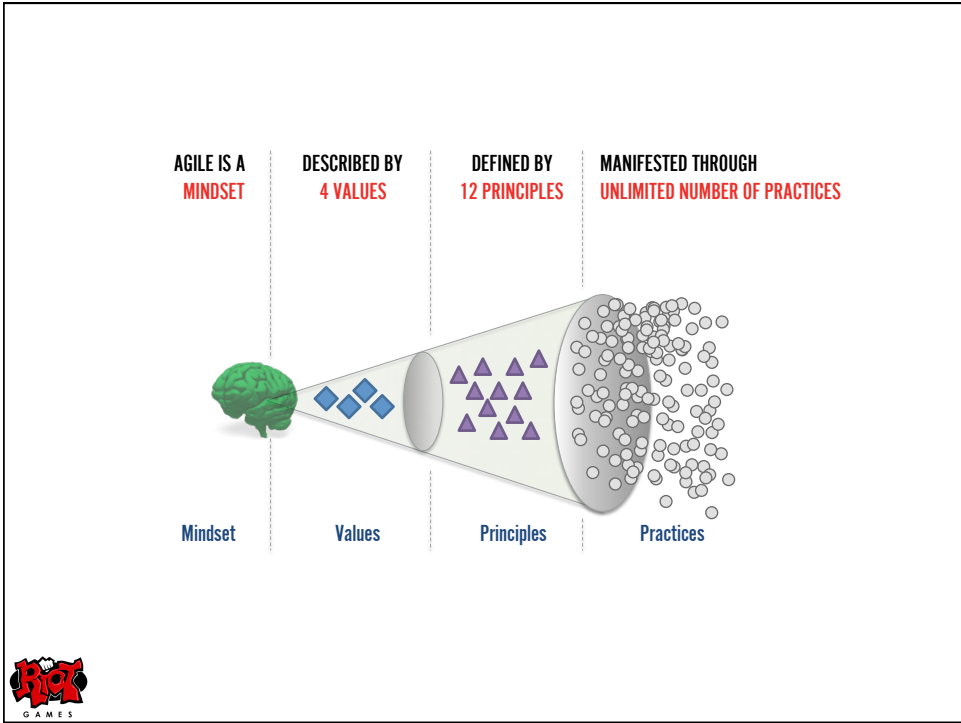 AGILE IS A
MINDSET
DESCRIBED BY
4 VALUES
DEFINED BY
12 PRINCIPLES
MANIFESTED THROUGH
UNLIMITED NUMBER OF PRACTICES
Mindset
Values
Principles
Practices
RIOT
GAMES